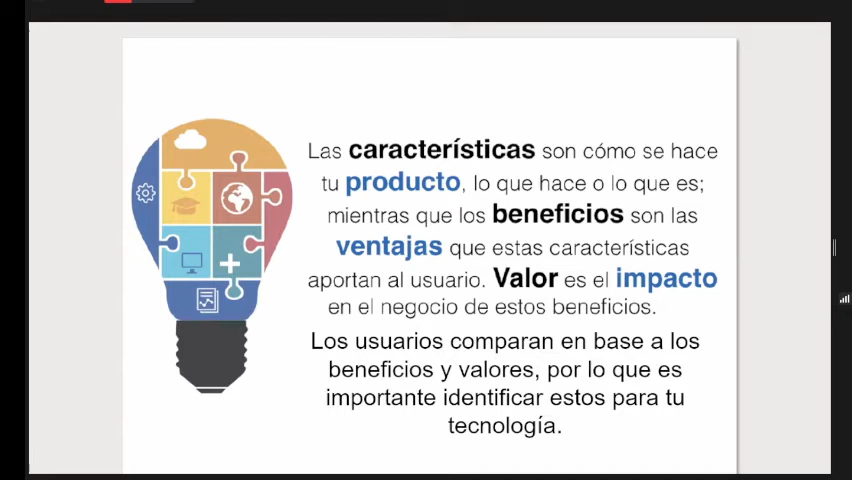 Las características son cómo se hace
tu producto, lo que hace o lo que es;
mientras que los beneficios son las
ventajas que estas características
aportan al usuario. Valor es el impacto
en el negocio de estos beneficios.
Los usuarios comparan en base a los
beneficios y valores, por lo que es
importante identificar estos para tu
tecnología.